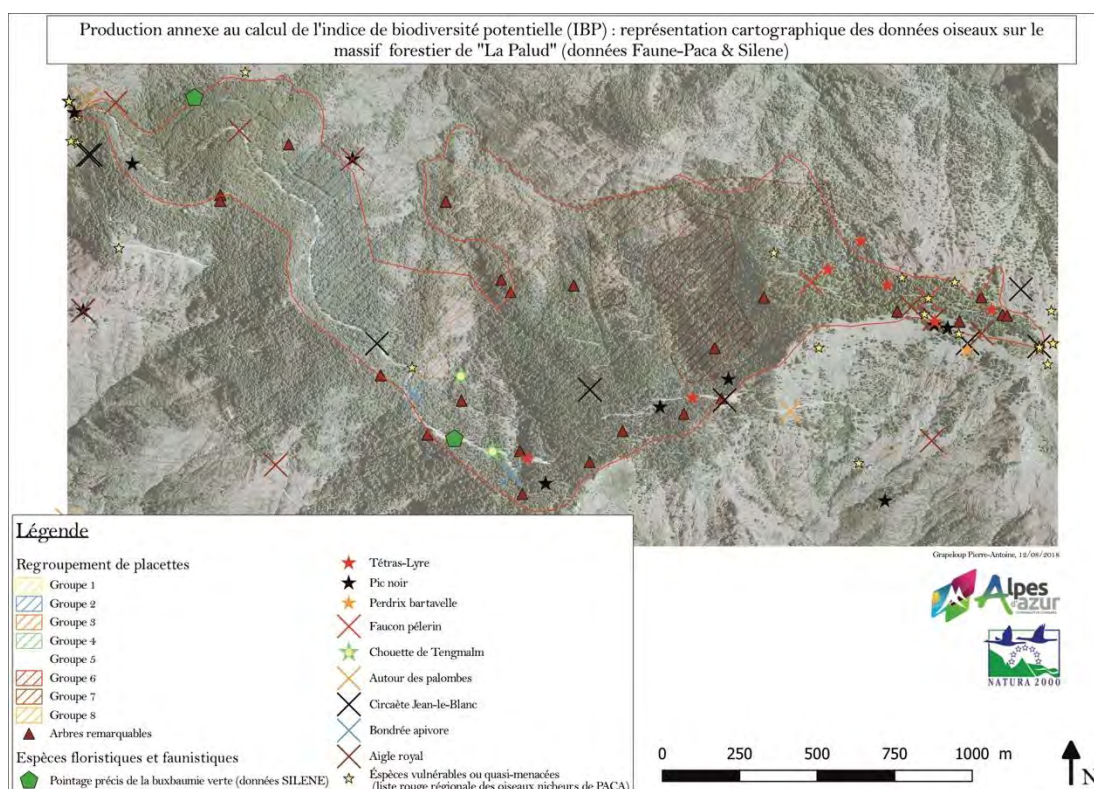 Production annexe au calcul de l'indice de biodiversité potentielle (IBP) : représentation cartographique des données oiseaux sur le
massif forestier de "La Palud" (données Faune-Paca & Silene)
Légende
Regroupement de placettes
Groupe 1
Groupe 2
Groupe 3
Groupe 4
Groupe 5
Groupe 6
Groupe 7
Groupe 8
Arbres remarquables
Espèces floristiques et faunistiques
Pointage précis de la buxbaumie verte (données SILENE)
Tétras-Lyre
Pic noir
Perdrix bartavelle
Faucon pélerin
Chouette de Tengmalm
Autour des palombes
Circaète Jean-le-Blanc
Bondrée apivore
Aigle royal
Éspèces vulnérables ou quasi-menacées
(liste rouge régionale des oiseaux nicheurs de PACA)
Grapeloup Pierre-Antoine, 12/08/2018
Alpes
d'azur
NATURA 2000
0 250 500 750 1000 m
N